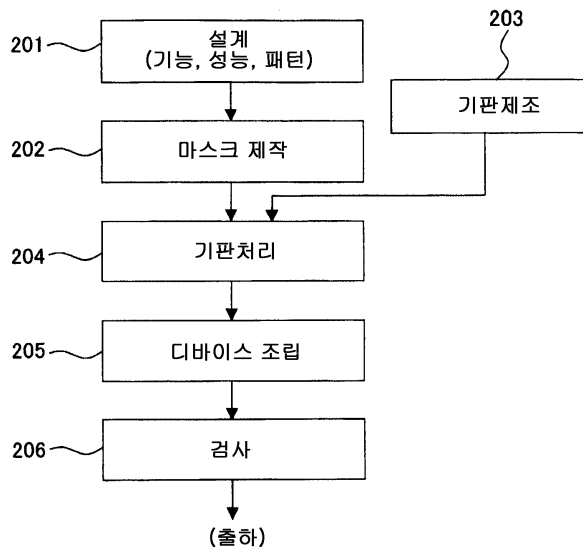 201
설계
(기능, 성능, 패턴)
203
기판제조
202
마스크 제작
204
기판처리
205
디바이스 조립
206
검사
(출하)